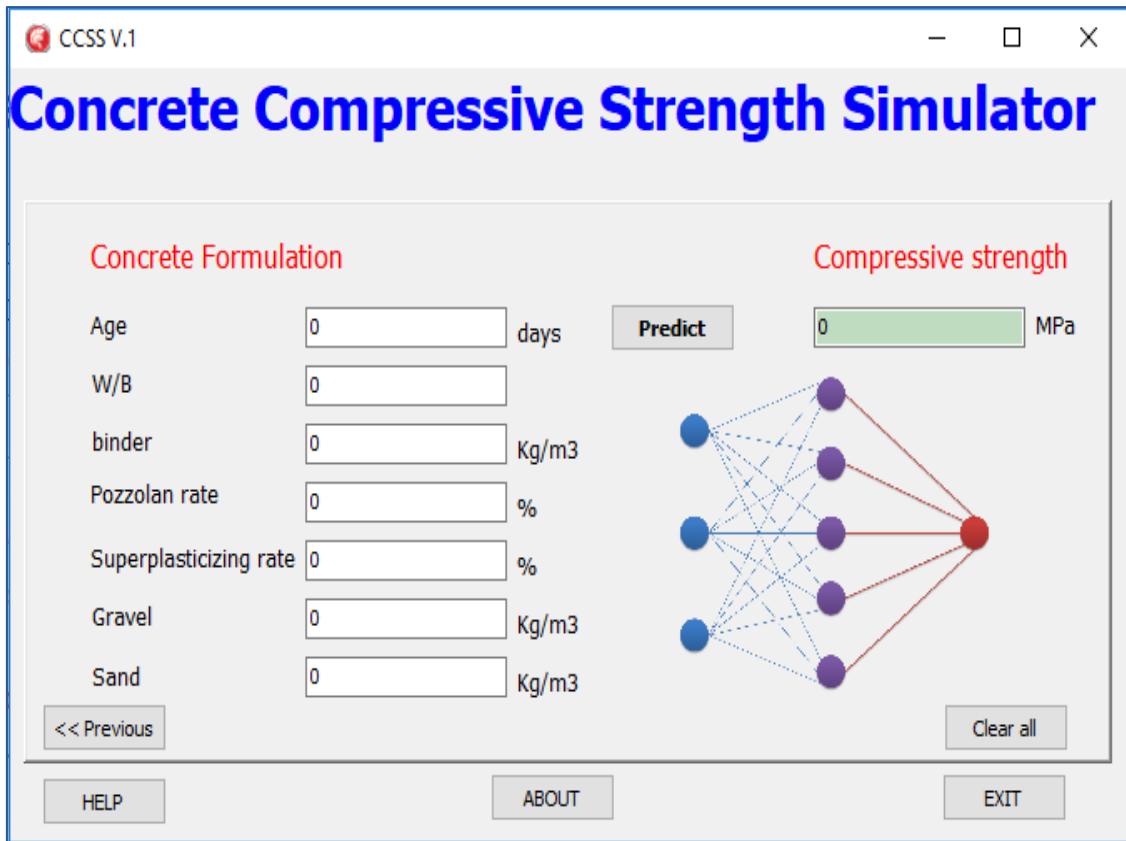 CCSS V.1
Concrete Compressive Strength Simulator
Concrete Formulation
Compressive strength
Age 0 days Predict 0 MPa
W/B 0
binder 0 Kg/m3
Pozzolan rate 0 %
Superplasticizing rate 0 %
Gravel 0 Kg/m3
Sand 0 Kg/m3
<< Previous Clear all
HELP ABOUT EXIT